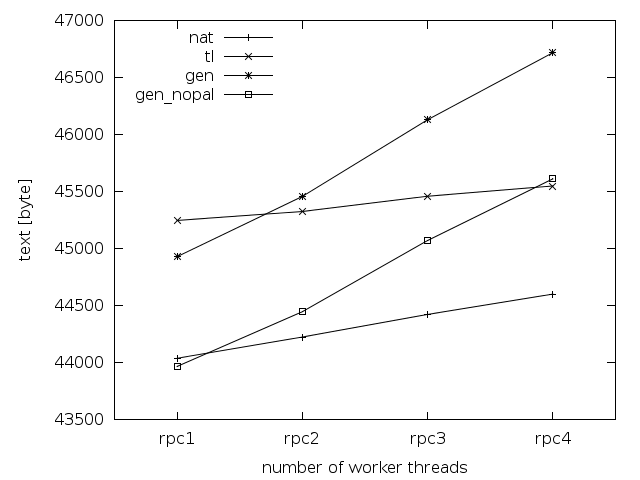 47000
46500
46000
45500
45000
44500
44000
43500
text [byte]
nat
tl
gen
gen_nopal
rpc1 rpc2 rpc3 rpc4
number of worker threads